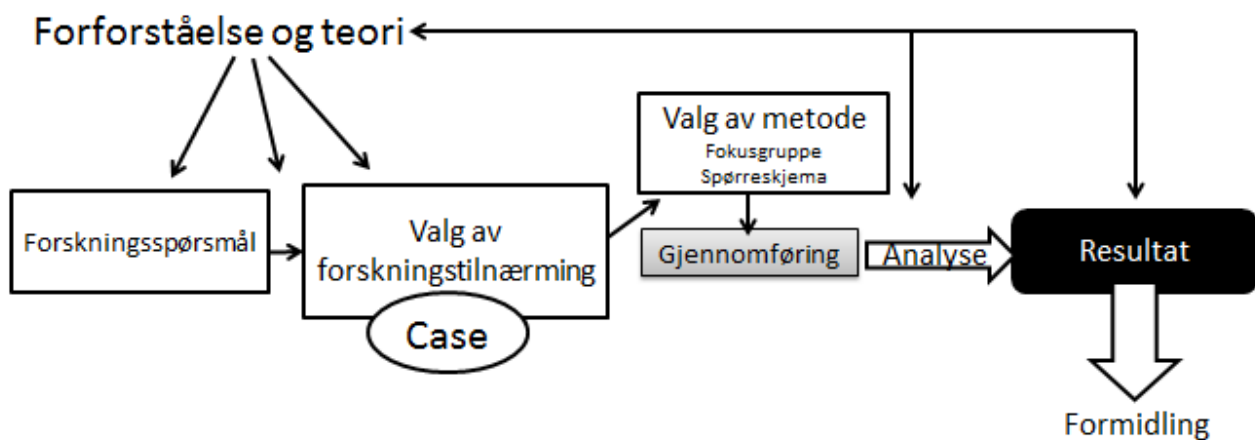 Forforståelse og teori
Valg av metode
Fokusgruppe
Spørreskjema
Forskningsspørsmål
Valg av
forskningstilnærming
Case
Gjennomføring
Analyse
Resultat
Formidling